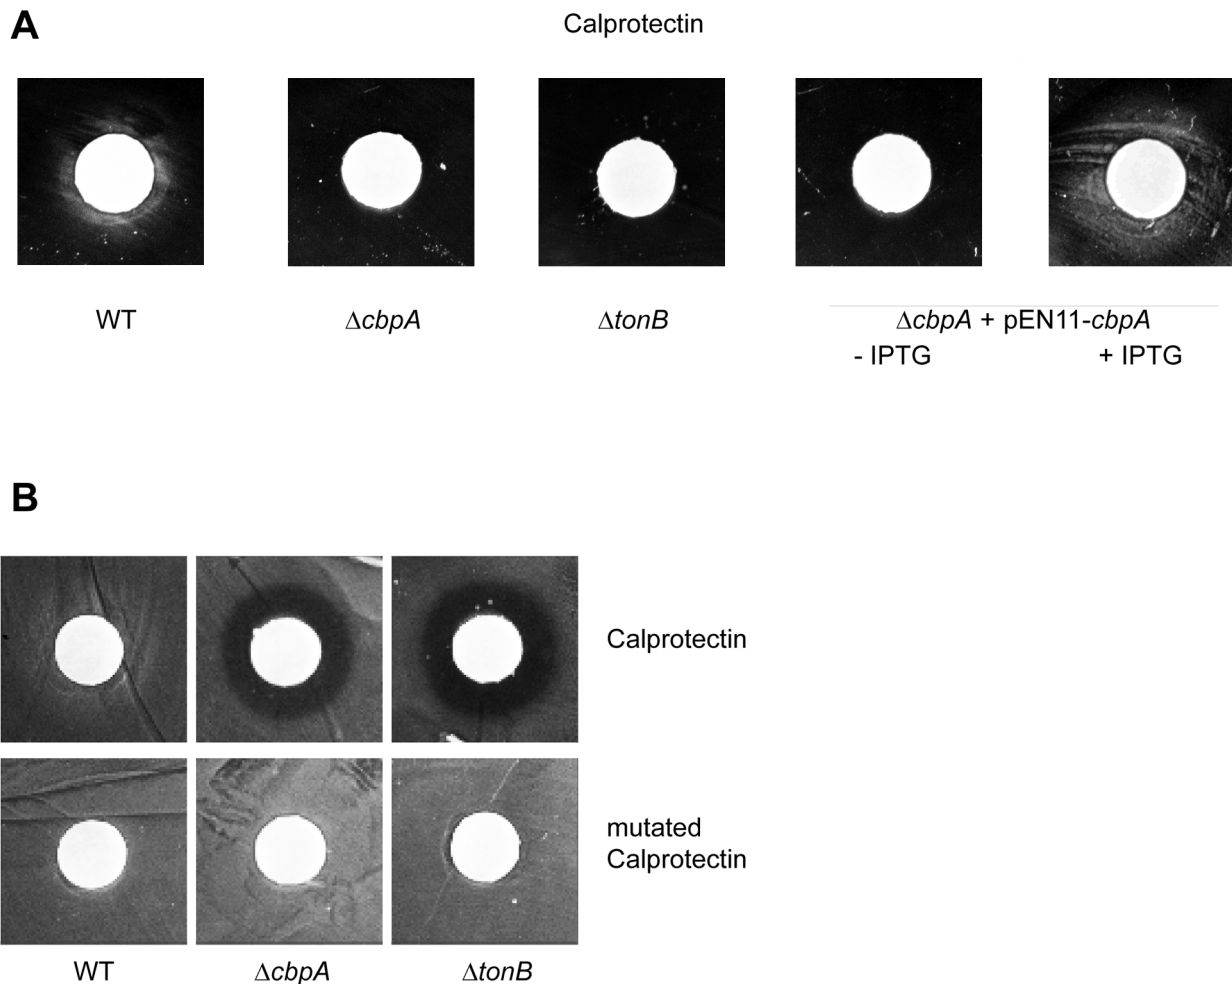 A
Calprotectin
WT
ΔcbpA
ΔtonB
ΔcbpA + pEN11-cbpA
- IPTG
+ IPTG
B
Calprotectin
mutated
Calprotectin
WT
ΔcbpA
ΔtonB